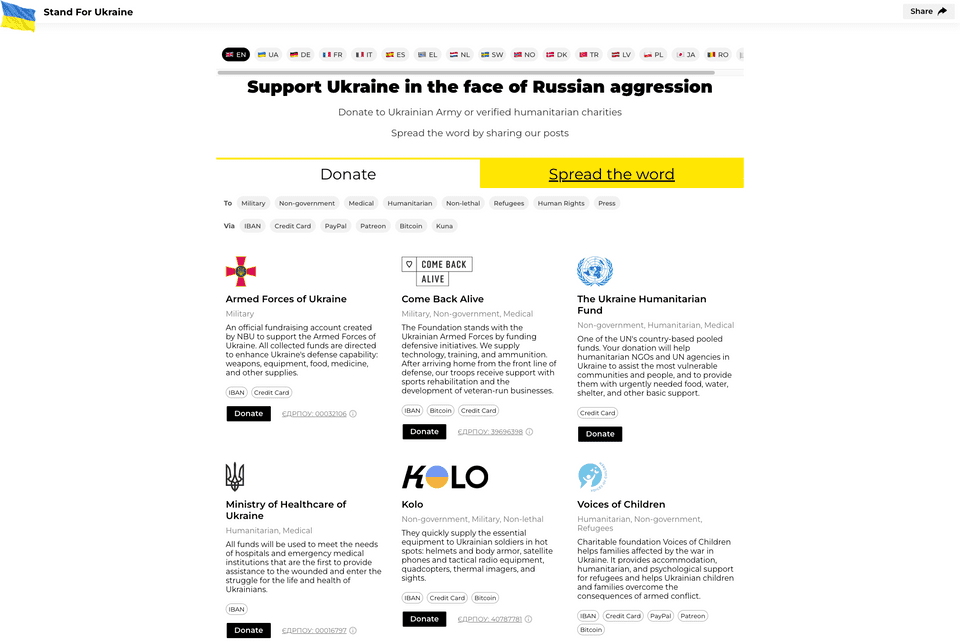 Stand For Ukraine
Share
EN UA DE FR IT ES EL NL SW NO DK TR LV PL JA RO
Support Ukraine in the face of Russian aggression
Donate to Ukrainian Army or verified humanitarian charities
Spread the word by sharing our posts
Donate
Spread the word
To Military Non-government Medical Humanitarian Non-lethal Refugees Human Rights Press
Via IBAN Credit Card PayPal Patreon Bitcoin Kuna
Armed Forces of Ukraine
Military
An official fundraising account created
by NBU to support the Armed Forces of
Ukraine. All collected funds are directed
to enhance Ukraine's defense capability:
weapons, equipment, food, medicine,
and other supplies.
IBAN Credit Card
Donate ЄДРПОУ: 00032106
COME BACK
ALIVE
Come Back Alive
Military, Non-government, Medical
The Foundation stands with the
Ukrainian Armed Forces by funding
defensive initiatives. We supply
technology, training, and ammunition.
After arriving home from the front line of
defense, our troops receive support with
sports rehabilitation and the
development of veteran-run businesses.
IBAN Bitcoin Credit Card
Donate ЄДРПОУ: 39696398
The Ukraine Humanitarian
Fund
Non-government, Humanitarian, Medical
One of the UN's country-based pooled
funds. Your donation will help
humanitarian NGOs and UN agencies in
Ukraine to assist the most vulnerable
communities and people, and to provide
them with urgently needed food, water,
shelter, and other basic support.
Credit Card
Donate
Ministry of Healthcare of
Ukraine
Humanitarian, Medical
All funds will be used to meet the needs
of hospitals and emergency medical
institutions that are the first to provide
assistance to the wounded and enter the
struggle for the life and health of
Ukrainians.
IBAN
Donate ЄДРПОУ: 00016797
KOLO
Kolo
Non-government, Military, Non-lethal
They quickly supply the essential
equipment to Ukrainian soldiers in hot
spots: helmets and body armor, satellite
phones and tactical radio equipment,
quadcopters, thermal imagers, and
sights.
IBAN Credit Card Bitcoin
Donate ЄДРПОУ: 40787781
Voices of Children
Humanitarian, Non-government,
Refugees
Charitable foundation Voices of Children
helps families affected by the war in
Ukraine. It provides accommodation,
humanitarian, and psychological support
for refugees and helps Ukrainian children
and families overcome the
consequences of armed conflict.
IBAN Credit Card PayPal Patreon
Bitcoin